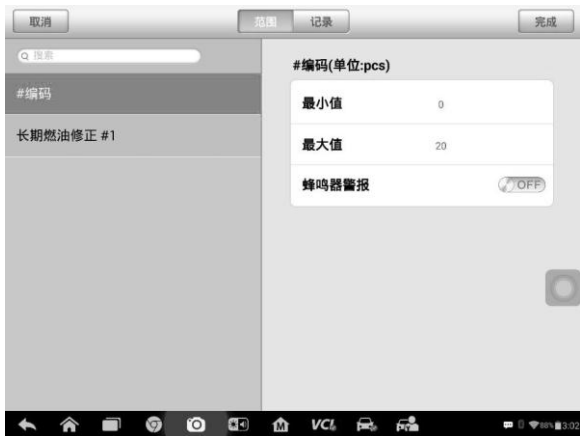 取消
范围
记录
完成
搜索
#编码(单位:pcs)
#编码
最小值 0
长期燃油修正 #1
最大值 20
蜂鸣器警报 OFF
VCI
88% 3:02